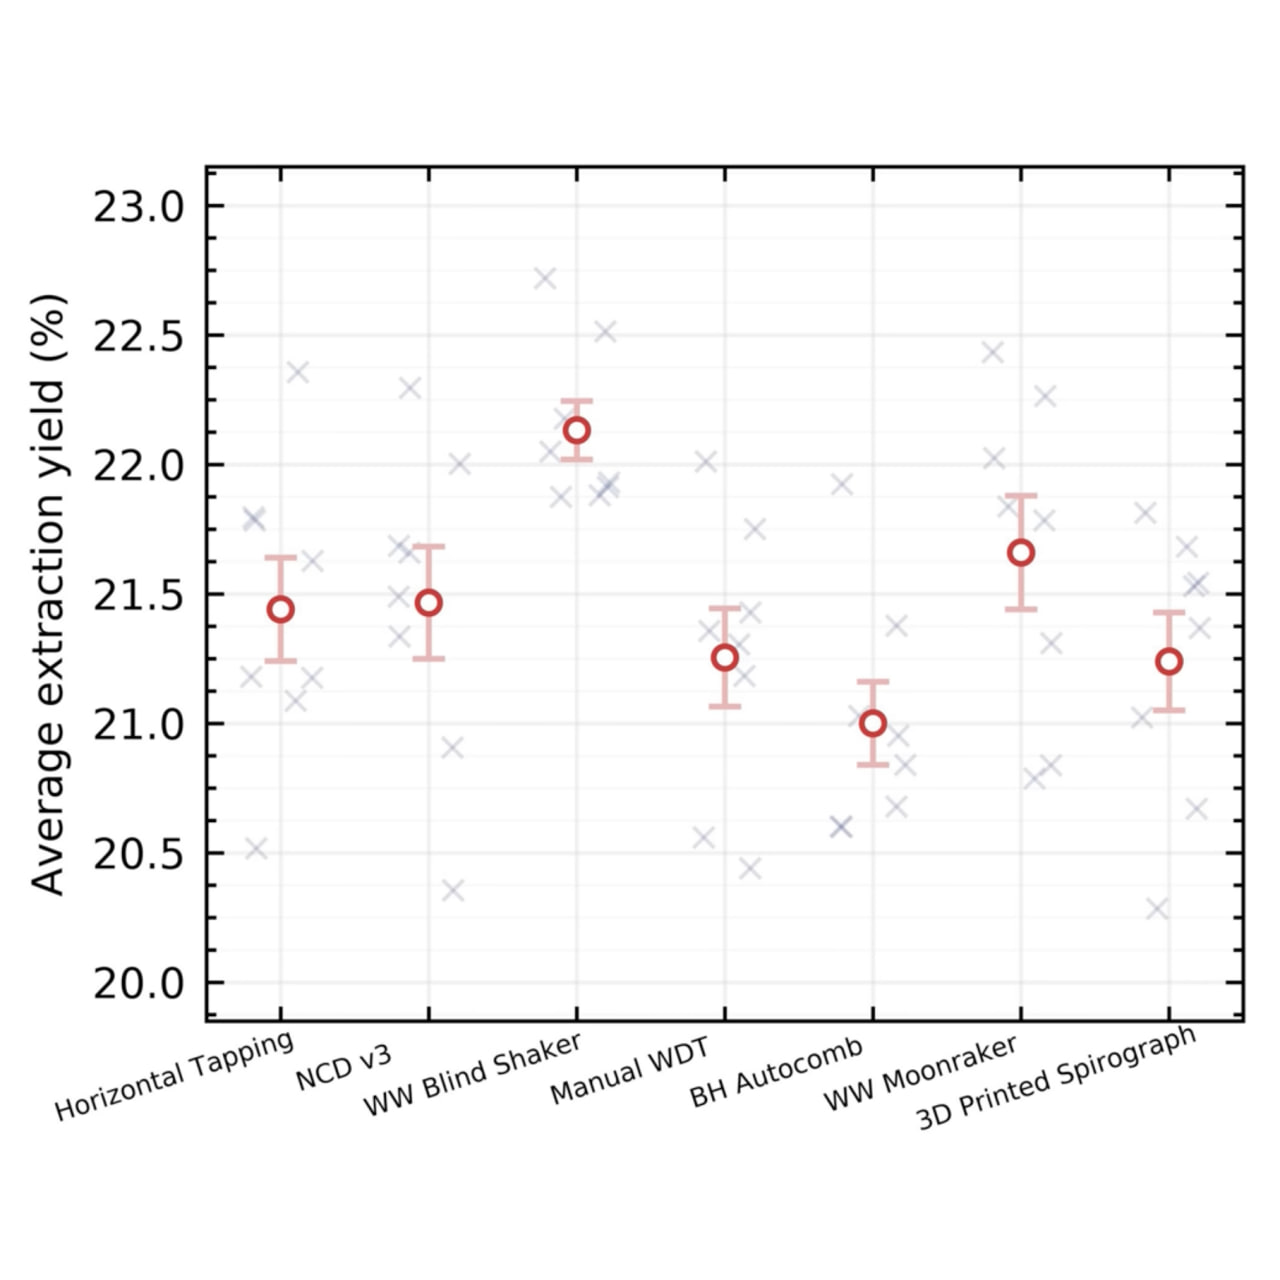 Average extraction yield (%)
23.0
22.5
22.0
21.5
21.0
20.5
20.0
Horizontal Tapping
NCD v3
WW Blind Shaker
Manual WDT
BH Autocomb
WW Moonraker
3D Printed Spirograph